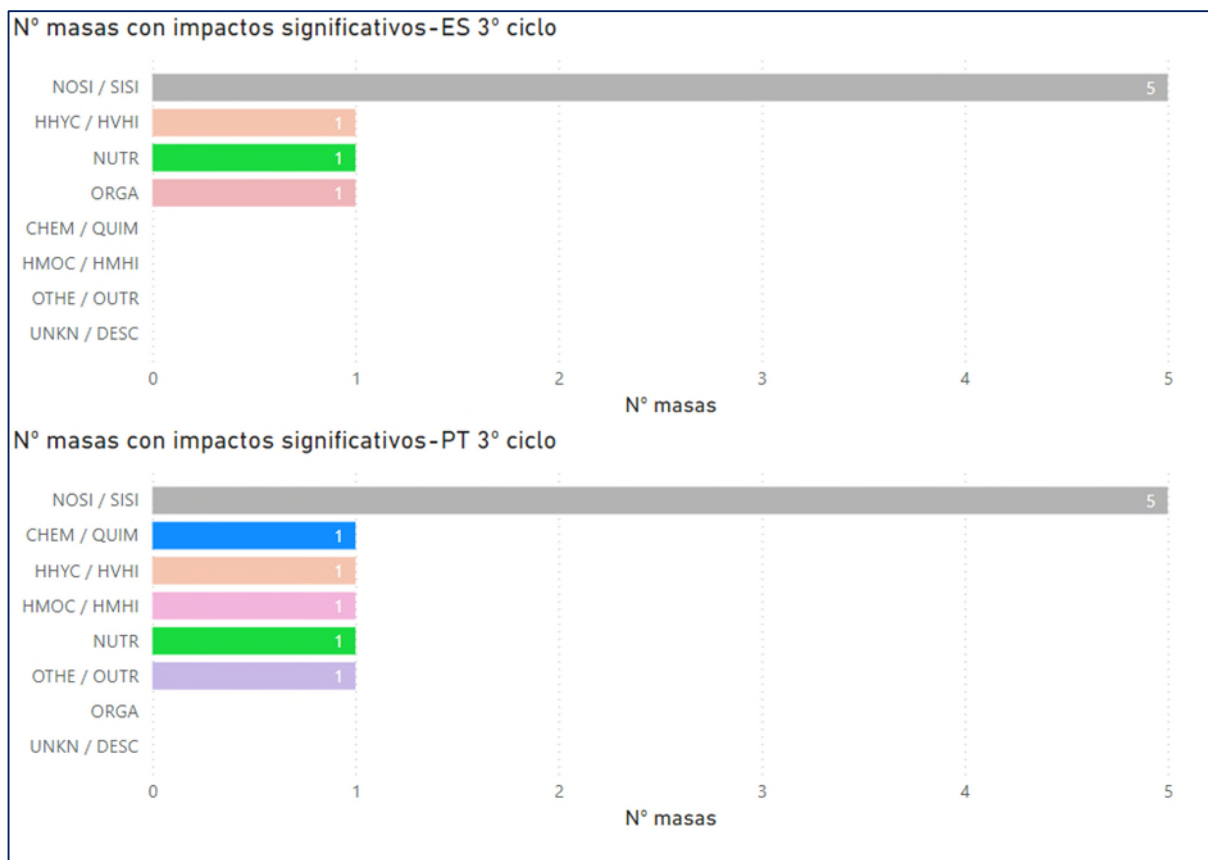 Nº masas con impactos significativos-ES 3º ciclo
NOSI / SISI 5
HHYC / HVHI 1
NUTR 1
ORGA 1
CHEM / QUIM
HMOC / HMHI
OTHE / OUTR
UNKN / DESC
0 1 2 3 4 5
Nº masas
Nº masas con impactos significativos-PT 3º ciclo
NOSI / SISI 5
CHEM / QUIM 1
HHYC / HVHI 1
HMOC / HMHI 1
NUTR 1
OTHE / OUTR 1
ORGA
UNKN / DESC
0 1 2 3 4 5
Nº masas